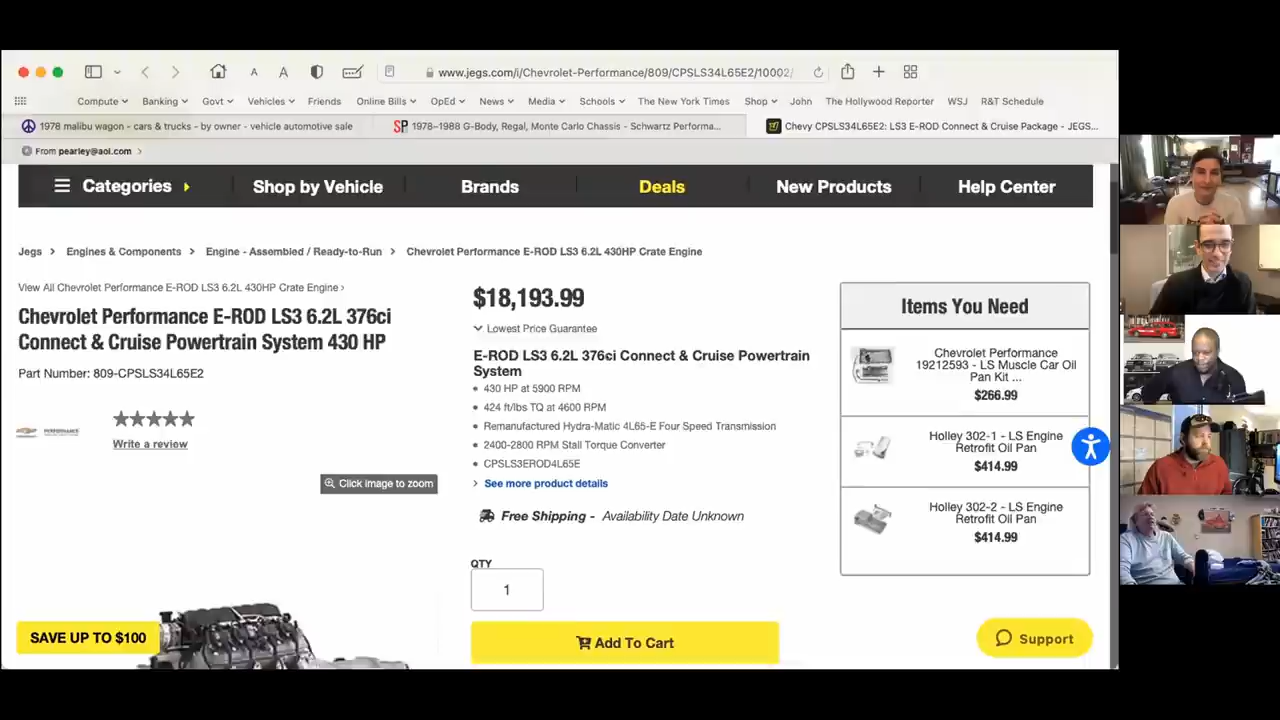 www.jegs.com/i/Chevrolet-Performance/809/CPSLS34L65E2/10002/
Compute Banking Govt Vehicles Friends Online Bills OpEd News Media Schools The New York Times Shop John The Hollywood Reporter WSJ R&T Schedule
1978 malibu wagon - cars & trucks - by owner - vehicle automotive sale
SP 1978–1988 G-Body, Regal, Monte Carlo Chassis - Schwartz Performa...
Chevy CPSLS34L65E2: LS3 E-ROD Connect & Cruise Package - JEGS...
From pearley@aol.com
Categories Shop by Vehicle Brands Deals New Products Help Center
Jegs > Engines & Components > Engine - Assembled / Ready-to-Run > Chevrolet Performance E-ROD LS3 6.2L 430HP Crate Engine
View All Chevrolet Performance E-ROD LS3 6.2L 430HP Crate Engine ›
Chevrolet Performance E-ROD LS3 6.2L 376ci
Connect & Cruise Powertrain System 430 HP
Part Number: 809-CPSLS34L65E2
Write a review
Click image to zoom
SAVE UP TO $100
$18,193.99
Lowest Price Guarantee
E-ROD LS3 6.2L 376ci Connect & Cruise Powertrain
System
• 430 HP at 5900 RPM
• 424 ft/lbs TQ at 4600 RPM
• Remanufactured Hydra-Matic 4L65-E Four Speed Transmission
• 2400-2800 RPM Stall Torque Converter
• CPSLS3EROD4L65E
› See more product details
Free Shipping - Availability Date Unknown
QTY
1
Add To Cart
Items You Need
Chevrolet Performance
19212593 - LS Muscle Car Oil
Pan Kit ...
$266.99
Holley 302-1 - LS Engine
Retrofit Oil Pan
$414.99
Holley 302-2 - LS Engine
Retrofit Oil Pan
$414.99
Support